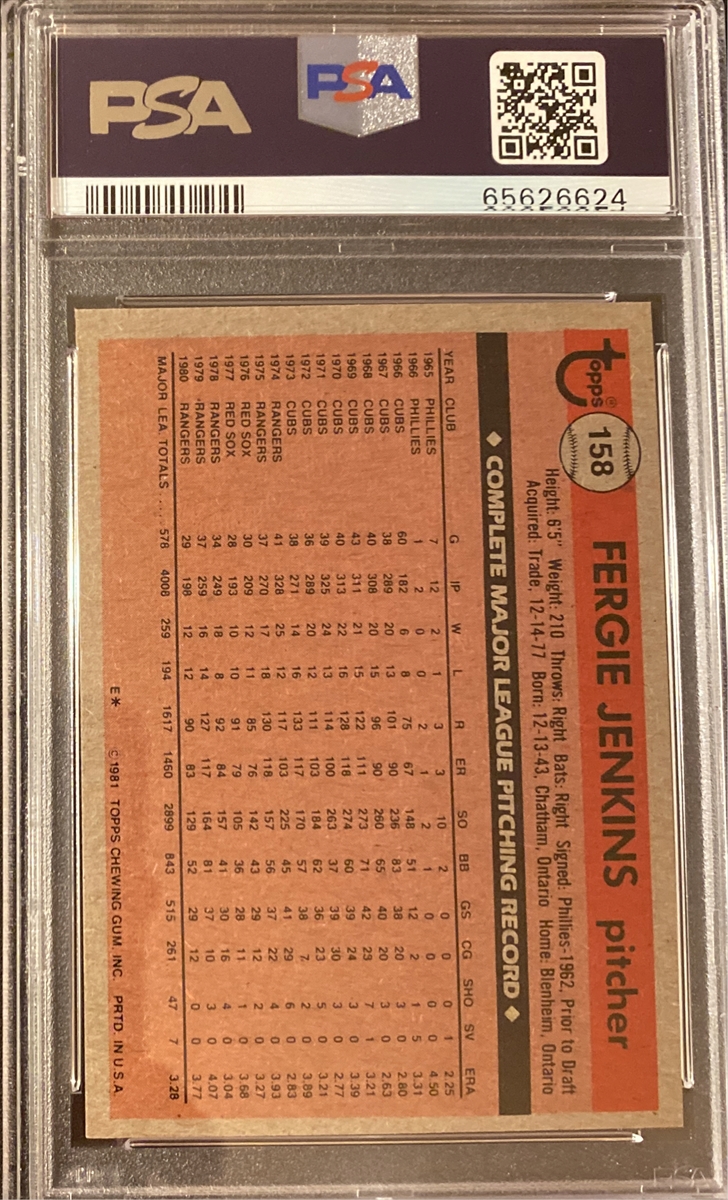 PSA
PSA
65626624
Topps®
158
FERGIE JENKINS pitcher
Height: 6'5" Weight: 210 Throws: Right Bats: Right Signed: Phillies-1962, Prior to Draft
Acquired: Trade, 12-14-77 Born: 12-13-43, Chatham, Ontario Home: Blenheim, Ontario
♦ COMPLETE MAJOR LEAGUE PITCHING RECORD ♦
YEAR CLUB G IP W L R ER SO BB GS CG SHO SV ERA
1965 PHILLIES 7 12 2 1 3 3 10 2 0 0 0 1 2.25
1966 PHILLIES 1 2 0 0 2 1 2 1 0 0 0 0 4.50
1966 CUBS 60 182 6 8 75 67 148 51 12 2 1 5 3.31
1967 CUBS 38 289 20 13 101 90 236 83 38 20 3 0 2.80
1968 CUBS 40 308 20 15 96 90 260 65 40 20 3 0 2.63
1969 CUBS 43 311 21 15 122 111 273 71 42 23 7 1 3.21
1970 CUBS 40 313 22 16 128 118 274 60 39 24 3 0 3.39
1971 CUBS 39 325 24 13 114 100 263 37 39 30 3 0 2.77
1972 CUBS 36 289 20 12 111 103 184 62 36 23 5 0 3.21
1973 CUBS 38 271 14 16 133 117 170 57 38 7 2 0 3.89
1974 RANGERS 41 328 25 12 117 103 225 45 41 29 6 0 2.83
1975 RANGERS 37 270 17 18 130 118 157 56 37 22 4 0 3.93
1976 RED SOX 30 209 12 11 85 76 142 43 29 12 2 0 3.27
1977 RED SOX 28 193 10 10 91 79 105 36 28 11 1 0 3.68
1978 RANGERS 34 249 18 8 92 84 157 41 30 16 4 0 3.04
1979 RANGERS 37 259 16 14 127 117 164 81 37 10 3 0 4.07
1980 RANGERS 29 198 12 12 90 83 129 52 29 12 0 0 3.77
MAJOR LEA. TOTALS .... 578 4008 259 194 1617 1460 2899 843 515 261 47 7 3.28
E* ©1981 TOPPS CHEWING GUM. INC. PRTD. IN U.S.A.
PSA